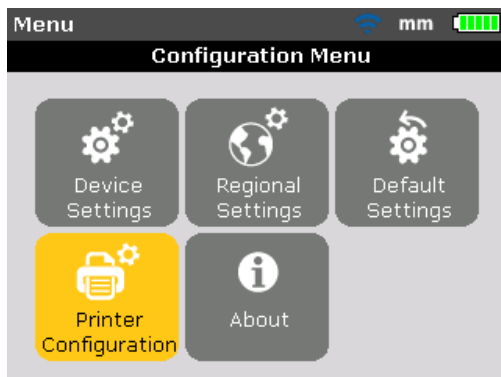 Menu mm
Configuration Menu
Device
Settings
Regional
Settings
Default
Settings
Printer
Configuration
About